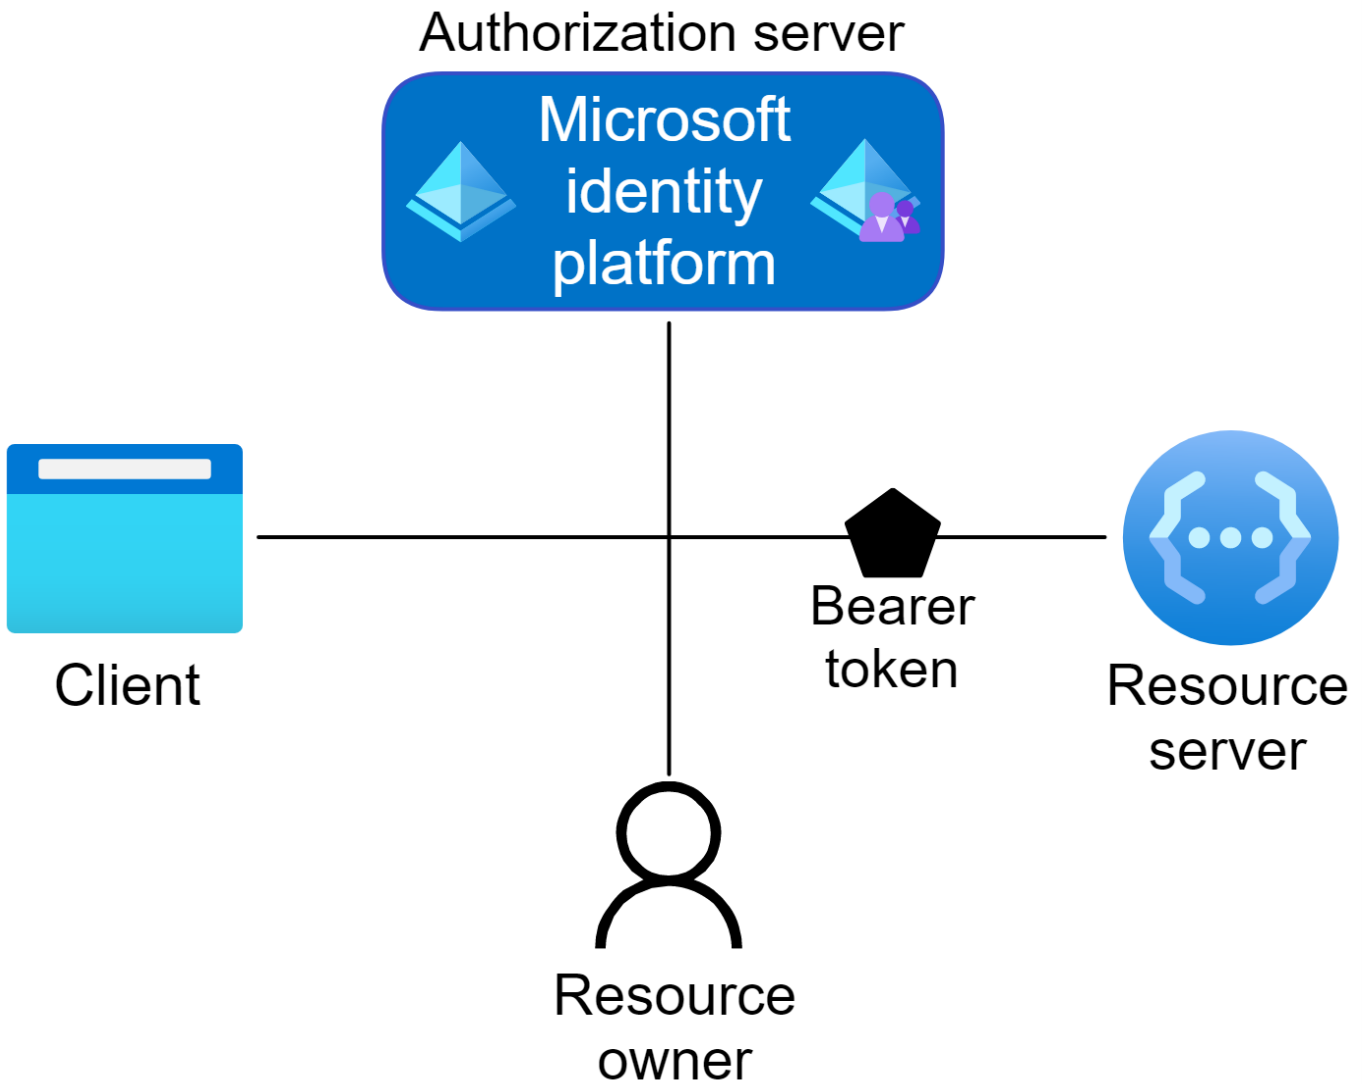 Authorization server
Microsoft
identity
platform
Client
Bearer
token
Resource
server
Resource
owner